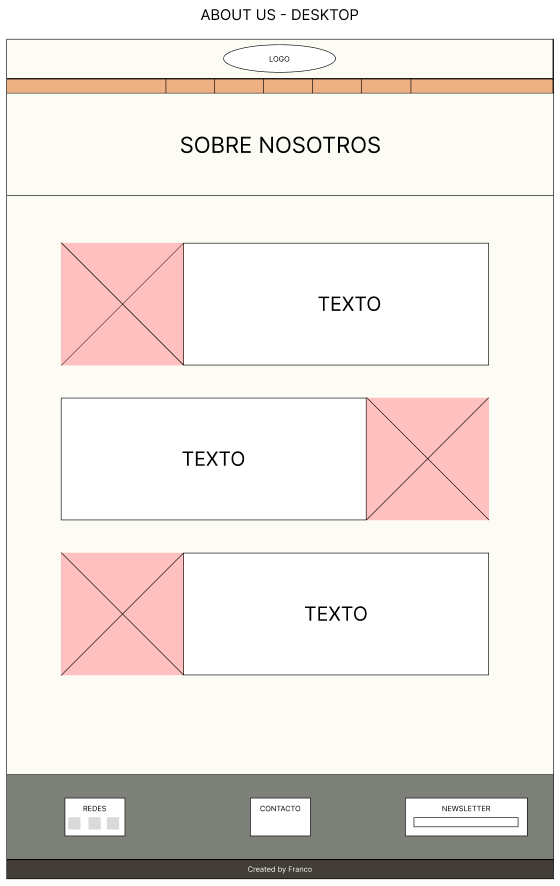 ABOUT US - DESKTOP
LOGO
SOBRE NOSOTROS
TEXTO
TEXTO
TEXTO
REDES
CONTACTO
NEWSLETTER
Created by Franco